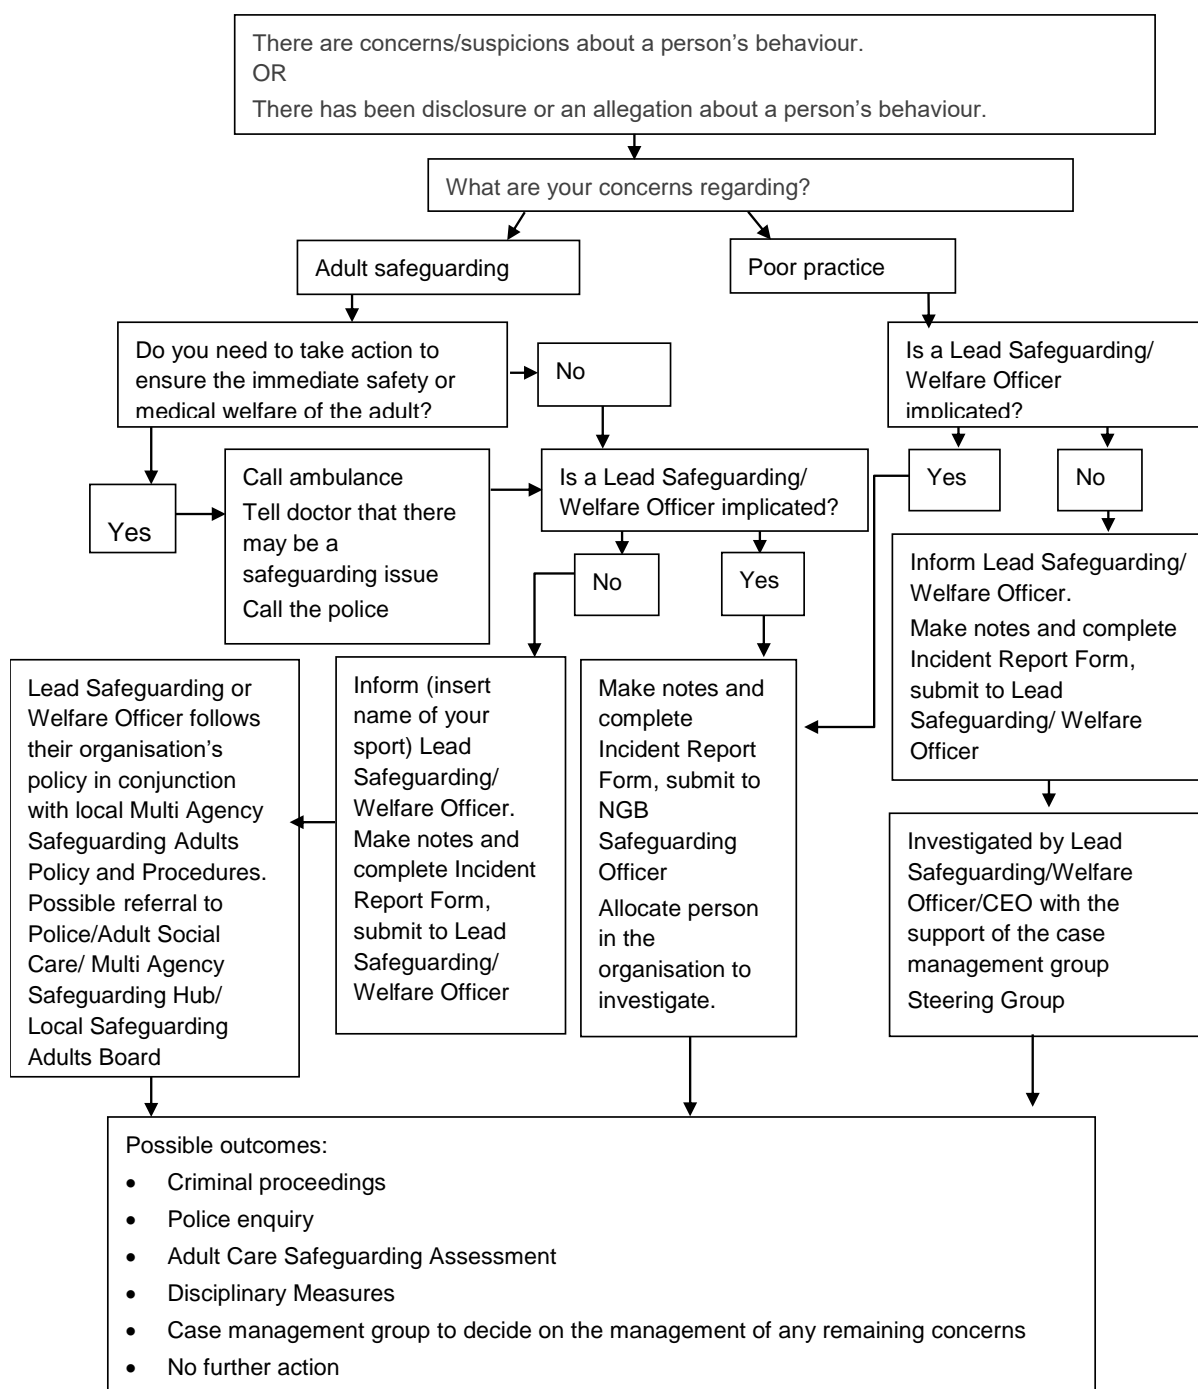 There are concerns/suspicions about a person’s behaviour.
OR
There has been disclosure or an allegation about a person’s behaviour.
What are your concerns regarding?
Adult safeguarding
Poor practice
Do you need to take action to
ensure the immediate safety or
medical welfare of the adult?
No
Is a Lead Safeguarding/
Welfare Officer
implicated?
Yes
Call ambulance
Tell doctor that there
may be a
safeguarding issue
Call the police
Is a Lead Safeguarding/
Welfare Officer implicated?
Yes
No
No
Yes
Inform Lead Safeguarding/
Welfare Officer.
Make notes and complete
Incident Report Form,
submit to Lead
Safeguarding/ Welfare
Officer
Lead Safeguarding or
Welfare Officer follows
their organisation’s
policy in conjunction
with local Multi Agency
Safeguarding Adults
Policy and Procedures.
Possible referral to
Police/Adult Social
Care/ Multi Agency
Safeguarding Hub/
Local Safeguarding
Adults Board
Inform (insert
name of your
sport) Lead
Safeguarding/
Welfare Officer.
Make notes and
complete Incident
Report Form,
submit to Lead
Safeguarding/
Welfare Officer
Make notes and
complete
Incident Report
Form, submit to
NGB
Safeguarding
Officer
Allocate person
in the
organisation to
investigate.
Investigated by Lead
Safeguarding/Welfare
Officer/CEO with the
support of the case
management group
Steering Group
Possible outcomes:
• Criminal proceedings
• Police enquiry
• Adult Care Safeguarding Assessment
• Disciplinary Measures
• Case management group to decide on the management of any remaining concerns
• No further action